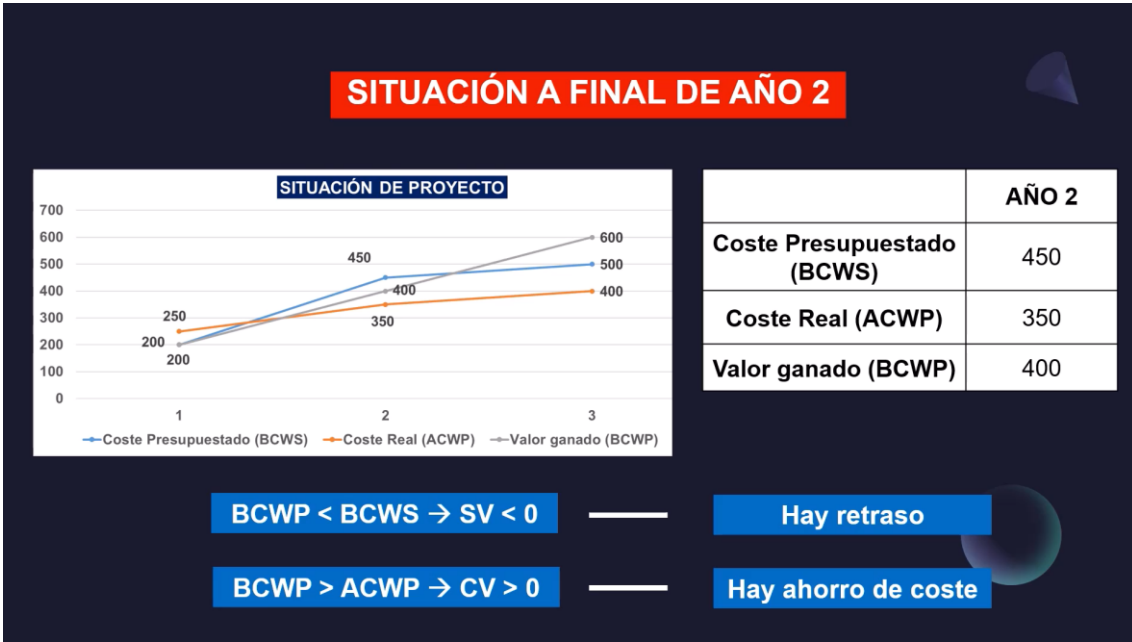 SITUACIÓN A FINAL DE AÑO 2
SITUACIÓN DE PROYECTO
700
600
500
400
300
200
100
0
250
200
200
450
400
350
600
500
400
1
2
3
Coste Presupuestado (BCWS)
Coste Real (ACWP)
Valor ganado (BCWP)
AÑO 2
Coste Presupuestado
(BCWS)
450
Coste Real (ACWP)
350
Valor ganado (BCWP)
400
BCWP < BCWS → SV < 0
Hay retraso
BCWP > ACWP → CV > 0
Hay ahorro de coste